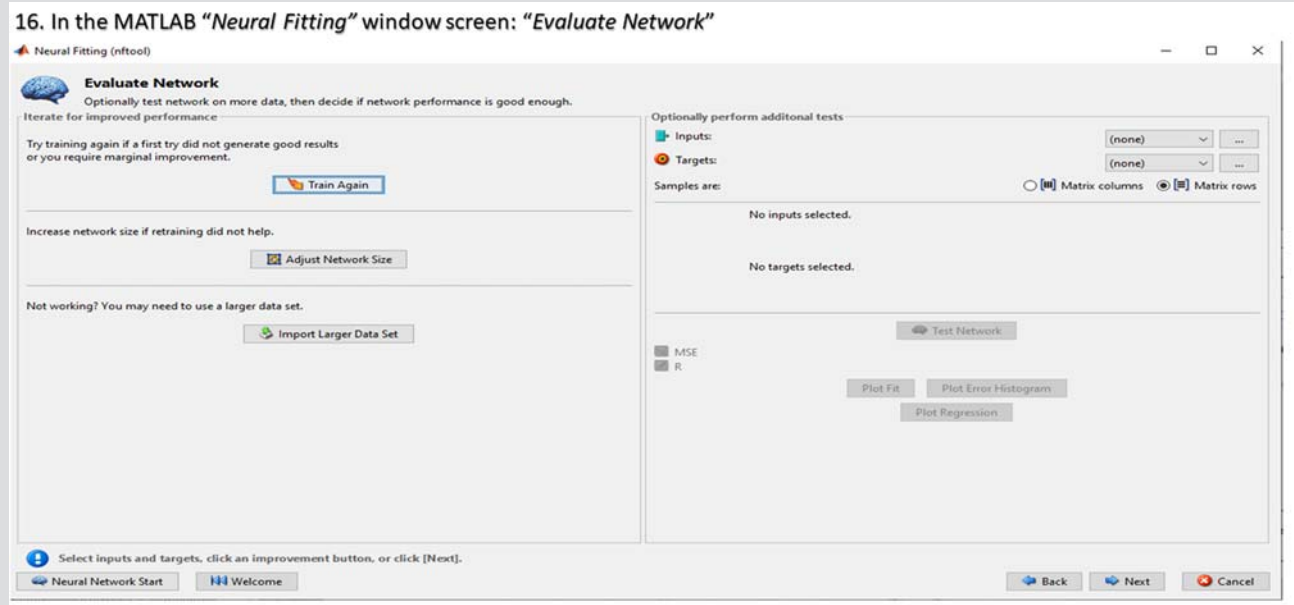 16. In the MATLAB “Neural Fitting” window screen: “Evaluate Network”
Neural Fitting (nftool)
Evaluate Network
Optionally test network on more data, then decide if network performance is good enough.
Iterate for improved performance
Try training again if a first try did not generate good results
or you require marginal improvement.
Train Again
Increase network size if retraining did not help.
Adjust Network Size
Not working? You may need to use a larger data set.
Import Larger Data Set
Optionally perform additonal tests
Inputs: (none) ...
Targets: (none) ...
Samples are: Matrix columns Matrix rows
No inputs selected.
No targets selected.
Test Network
MSE
R
Plot Fit Plot Error Histogram
Plot Regression
Select inputs and targets, click an improvement button, or click [Next].
Neural Network Start Welcome Back Next Cancel